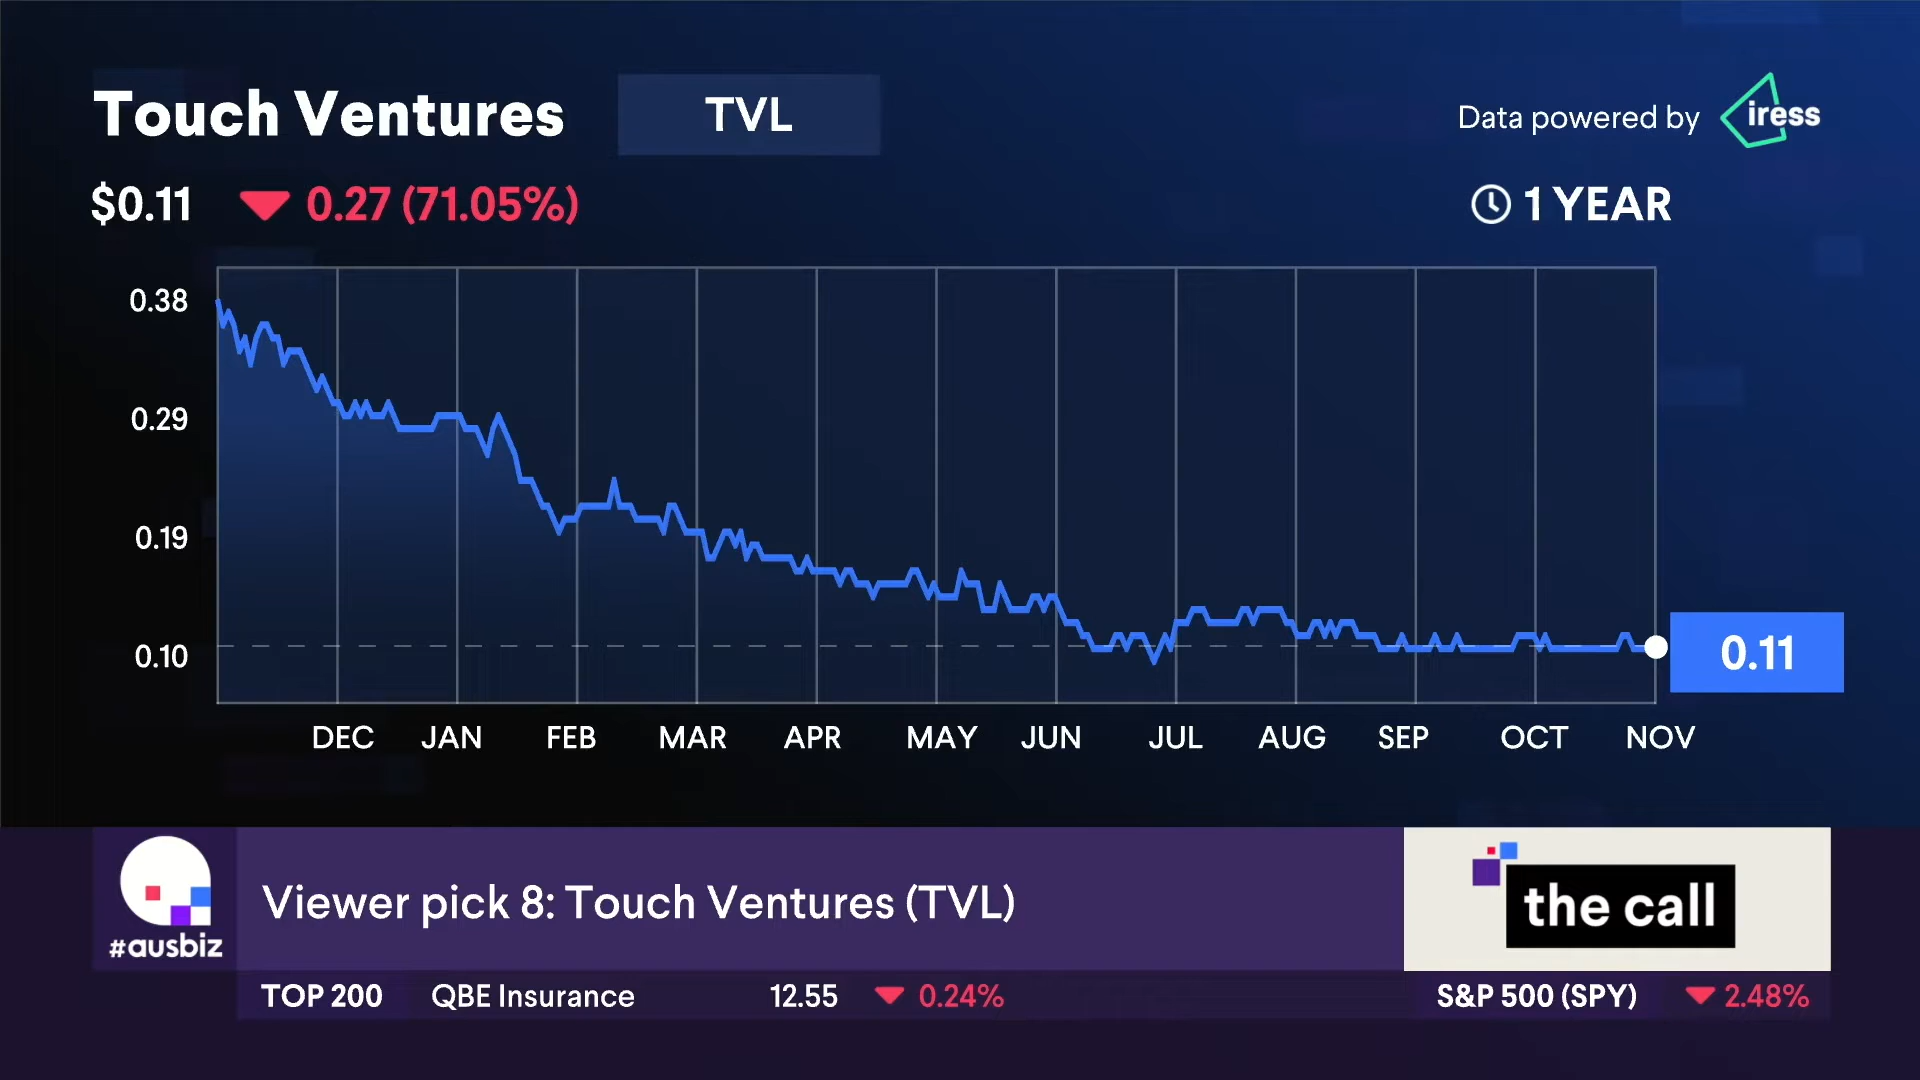 Touch Ventures TVL
Data powered by iress
$0.11 0.27 (71.05%)
1 YEAR
0.38
0.29
0.19
0.10
0.11
DEC JAN FEB MAR APR MAY JUN JUL AUG SEP OCT NOV
#ausbiz
Viewer pick 8: Touch Ventures (TVL)
the call
TOP 200 QBE Insurance 12.55 0.24% S&P 500 (SPY) 2.48%